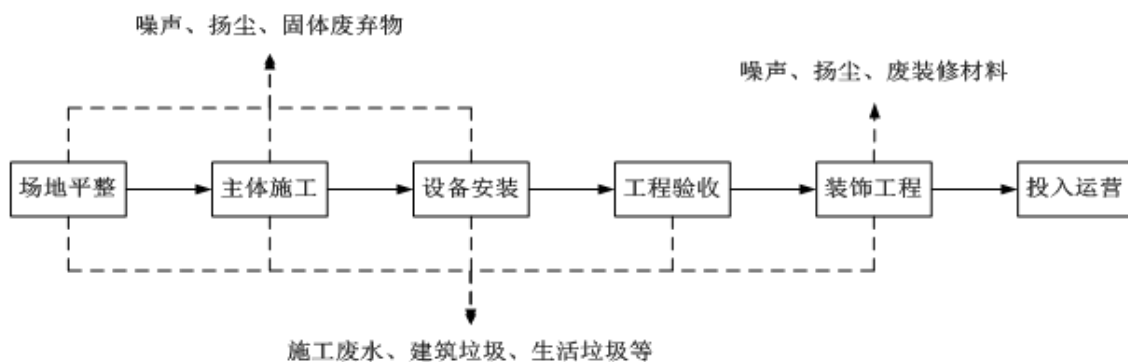 噪声、扬尘、固体废弃物
噪声、扬尘、废装修材料
场地平整
主体施工
设备安装
工程验收
装饰工程
投入运营
施工废水、建筑垃圾、生活垃圾等